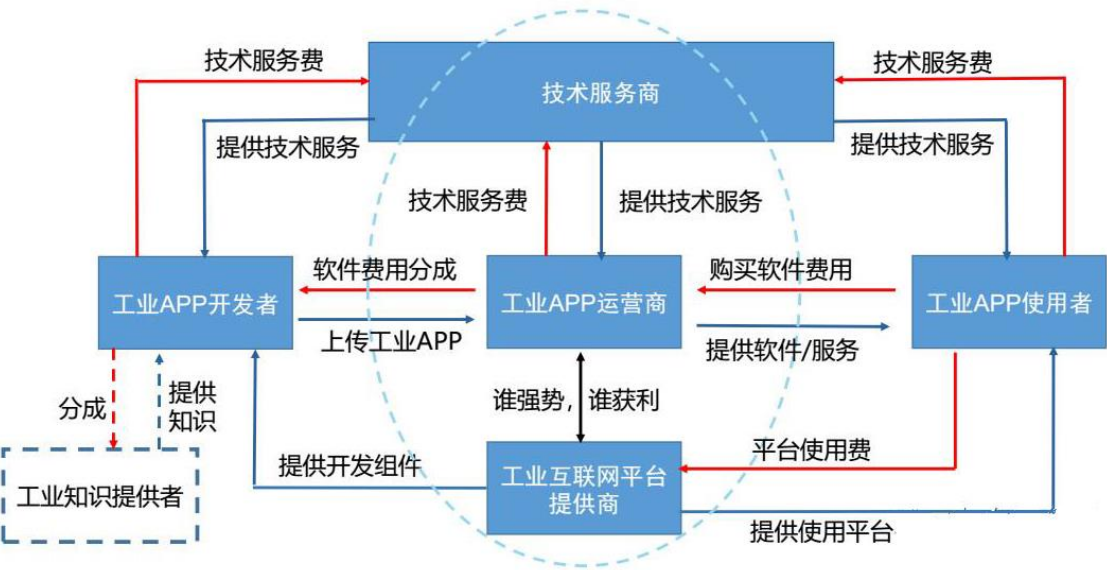 技术服务费
技术服务商
技术服务费
提供技术服务
提供技术服务
技术服务费
提供技术服务
软件费用分成
购买软件费用
工业APP开发者
工业APP运营商
工业APP使用者
上传工业APP
提供软件/服务
分成
提供
知识
谁强势，谁获利
工业知识提供者
提供开发组件
工业互联网平台
提供商
平台使用费
提供使用平台